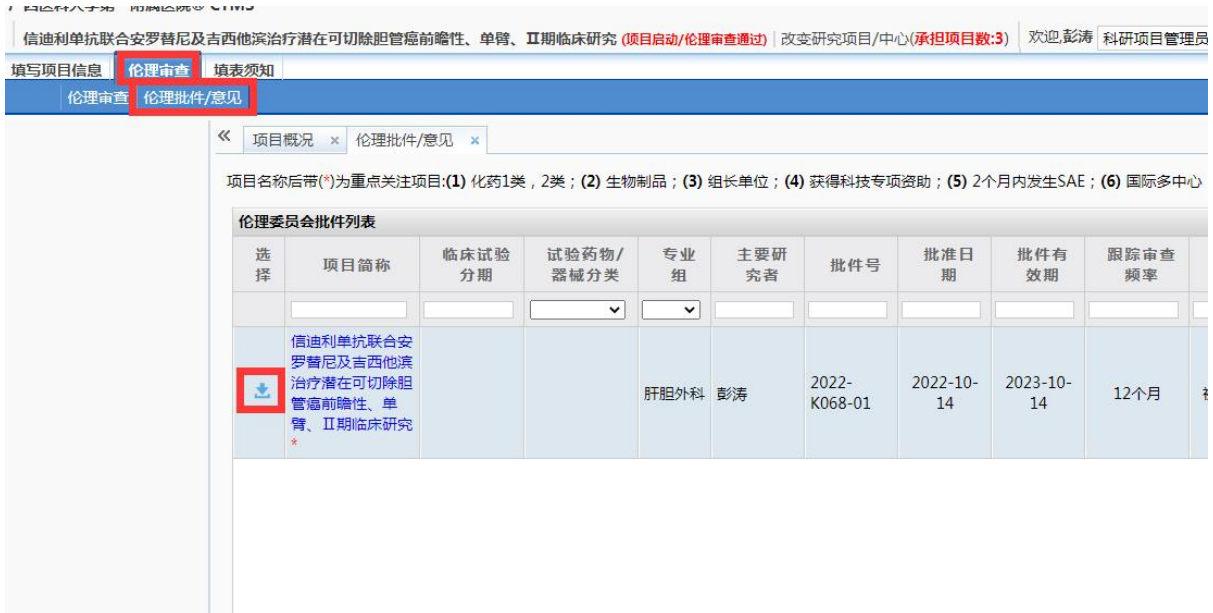 西医科大学第一附属医院® CTMS
信迪利单抗联合安罗替尼及吉西他滨治疗潜在可切除胆管癌前瞻性、单臂、II期临床研究 (项目启动/伦理审查通过) 改变研究项目/中心(承担项目数:3) 欢迎,彭涛 科研项目管理员
填写项目信息 伦理审查 填表须知
伦理审查 伦理批件/意见
« 项目概况 × 伦理批件/意见 ×
项目名称后带(*)为重点关注项目:(1) 化药1类，2类；(2) 生物制品；(3) 组长单位；(4) 获得科技专项资助；(5) 2个月内发生SAE；(6) 国际多中心
伦理委员会批件列表
选择 项目简称 临床试验分期 试验药物/器械分类 专业组 主要研究者 批件号 批准日期 批件有效期 跟踪审查频率
信迪利单抗联合安
罗替尼及吉西他滨
治疗潜在可切除胆
管癌前瞻性、单
臂、II期临床研究
*
肝胆外科 彭涛 2022-K068-01 2022-10-14 2023-10-14 12个月